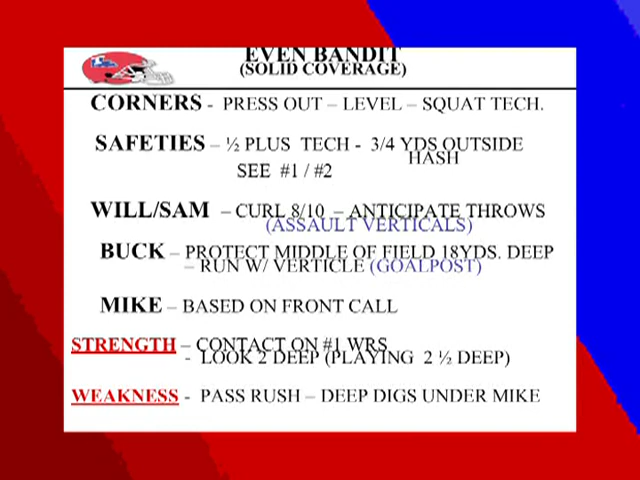 EVEN BANDIT
(SOLID COVERAGE)
CORNERS - PRESS OUT – LEVEL – SQUAT TECH.
SAFETIES – ½ PLUS TECH - 3/4 YDS OUTSIDE
HASH
SEE #1 / #2
WILL/SAM – CURL 8/10 – ANTICIPATE THROWS
(ASSAULT VERTICALS)
BUCK – PROTECT MIDDLE OF FIELD 18YDS. DEEP
– RUN W/ VERTICLE (GOALPOST)
MIKE – BASED ON FRONT CALL
STRENGTH – CONTACT ON #1 WRS
- LOOK 2 DEEP (PLAYING 2 ½ DEEP)
WEAKNESS - PASS RUSH – DEEP DIGS UNDER MIKE